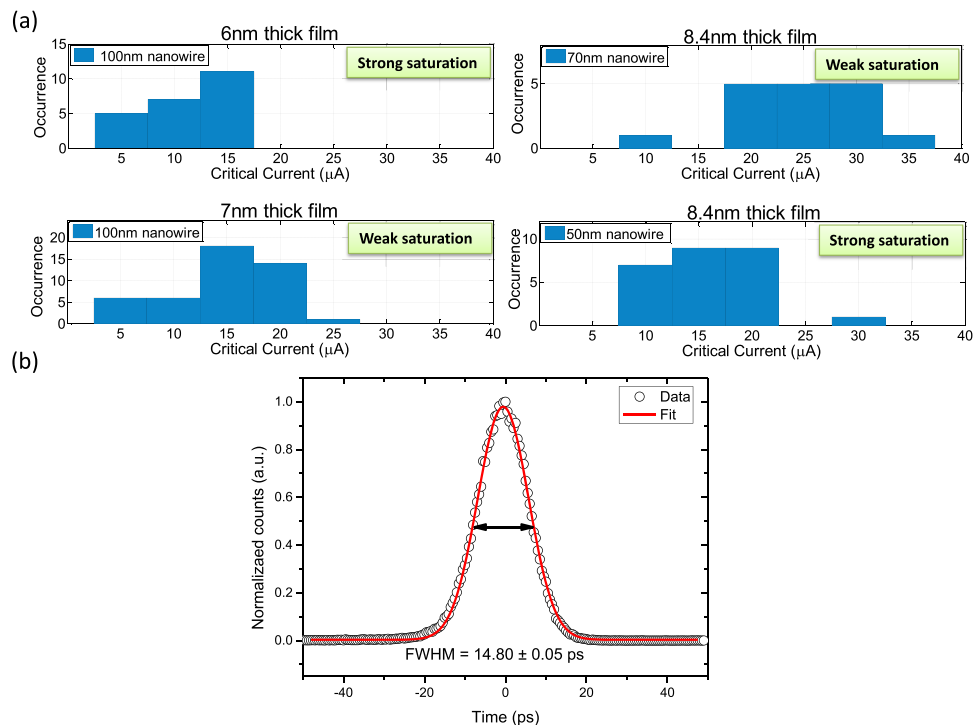 (a)
6nm thick film
100nm nanowire
Strong saturation
15
10
5
0
Occurrence
5 10 15 20 25 30 35 40
Critical Current (μA)
8.4nm thick film
70nm nanowire
Weak saturation
5
0
Occurrence
5 10 15 20 25 30 35 40
Critical Current (μA)
7nm thick film
100nm nanowire
Weak saturation
20
15
10
5
0
Occurrence
5 10 15 20 25 30 35 40
Critical Current (μA)
8.4nm thick film
50nm nanowire
Strong saturation
10
5
0
Occurrence
5 10 15 20 25 30 35 40
Critical Current (μA)
(b)
Data
Fit
1.0
0.8
0.6
0.4
0.2
0.0
Normalizaed counts (a.u.)
FWHM = 14.80 ± 0.05 ps
-40 -20 0 20 40
Time (ps)